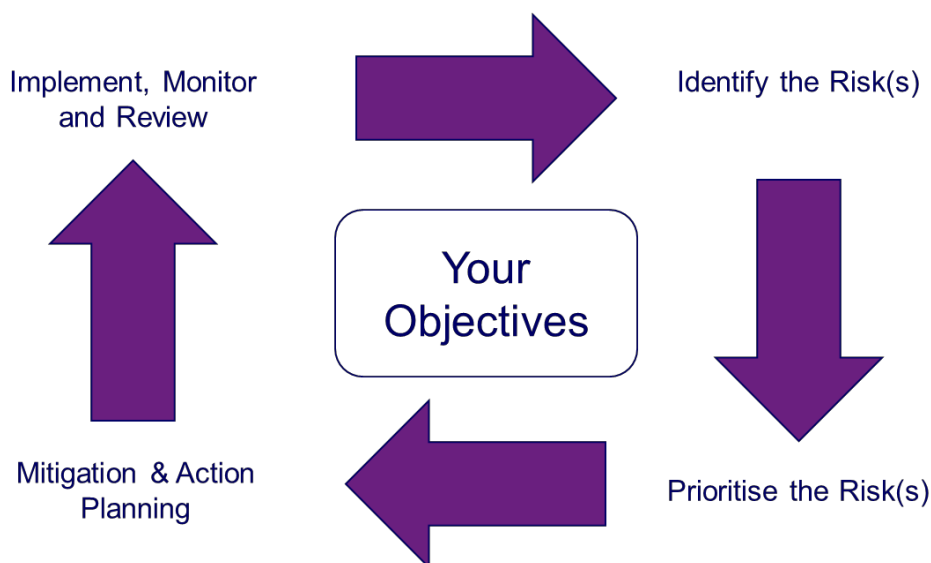 Implement, Monitor
and Review
Identify the Risk(s)
Your
Objectives
Mitigation & Action
Planning
Prioritise the Risk(s)